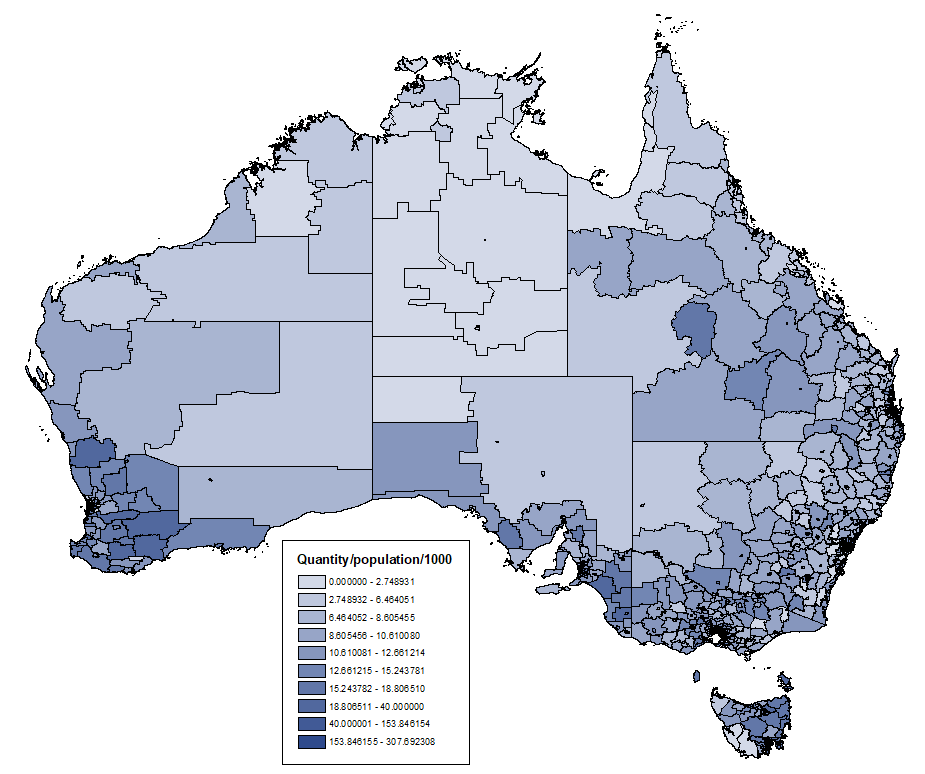 Quantity/population/1000
0.000000 - 2.748931
2.748932 - 6.464051
6.464052 - 8.605455
8.605456 - 10.610080
10.610081 - 12.661214
12.661215 - 15.243781
15.243782 - 18.806510
18.806511 - 40.000000
40.000001 - 153.846154
153.846155 - 307.692308